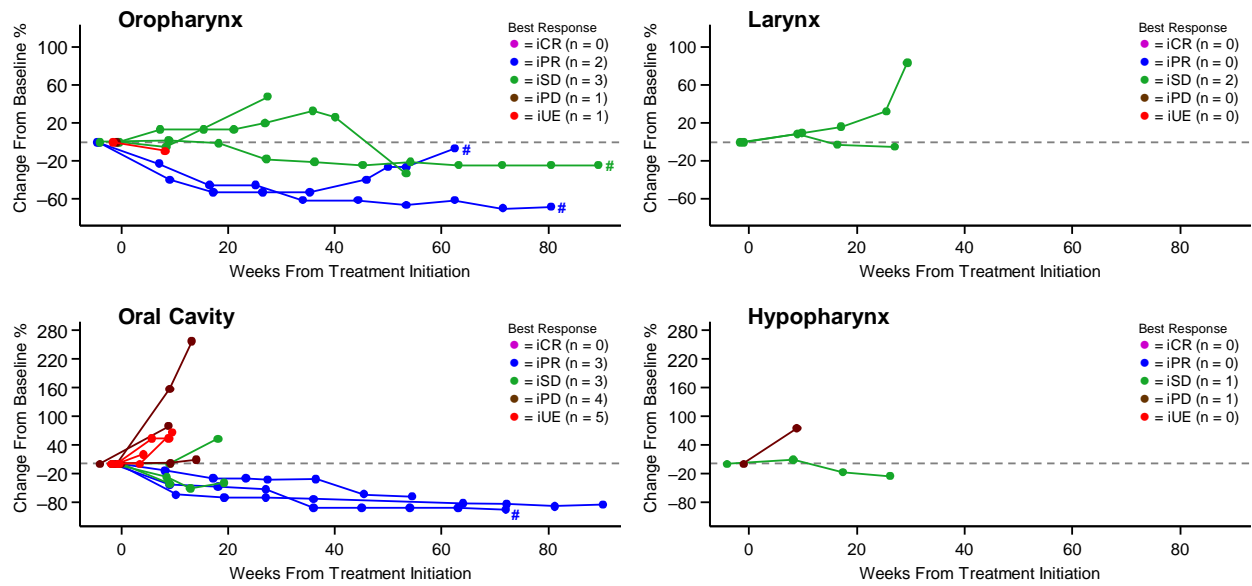 Oropharynx
Change From Baseline %
100
60
20
–20
–60
0
20
40
60
80
Weeks From Treatment Initiation
Best Response
= iCR (n = 0)
= iPR (n = 2)
= iSD (n = 3)
= iPD (n = 1)
= iUE (n = 1)
#
#
#
Larynx
Change From Baseline %
100
60
20
–20
–60
0
20
40
60
80
Weeks From Treatment Initiation
Best Response
= iCR (n = 0)
= iPR (n = 0)
= iSD (n = 2)
= iPD (n = 0)
= iUE (n = 0)
Oral Cavity
Change From Baseline %
280
220
160
100
40
–20
–80
0
20
40
60
80
Weeks From Treatment Initiation
Best Response
= iCR (n = 0)
= iPR (n = 3)
= iSD (n = 3)
= iPD (n = 4)
= iUE (n = 5)
#
Hypopharynx
Change From Baseline %
280
220
160
100
40
–20
–80
0
20
40
60
80
Weeks From Treatment Initiation
Best Response
= iCR (n = 0)
= iPR (n = 0)
= iSD (n = 1)
= iPD (n = 1)
= iUE (n = 0)